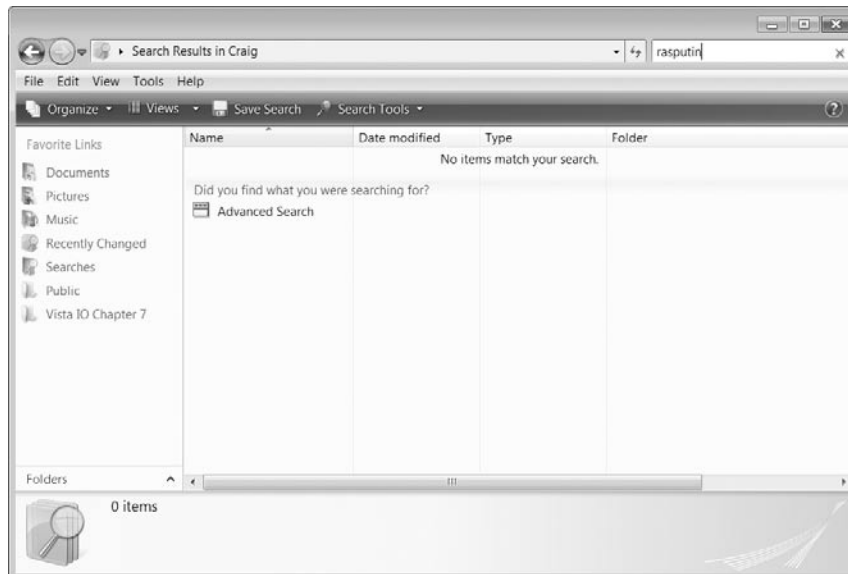 Search Results in Craig
rasputin
File Edit View Tools Help
Organize Views Save Search Search Tools
Favorite Links
Documents
Pictures
Music
Recently Changed
Searches
Public
Vista IO Chapter 7
Folders
Name Date modified Type Folder
No items match your search.
Did you find what you were searching for?
Advanced Search
0 items